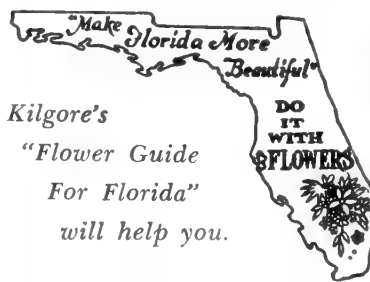 "Make
Florida More
Beautiful"
DO
IT
WITH
FLOWERS
Kilgore's
"Flower Guide
For Florida"
will help you.